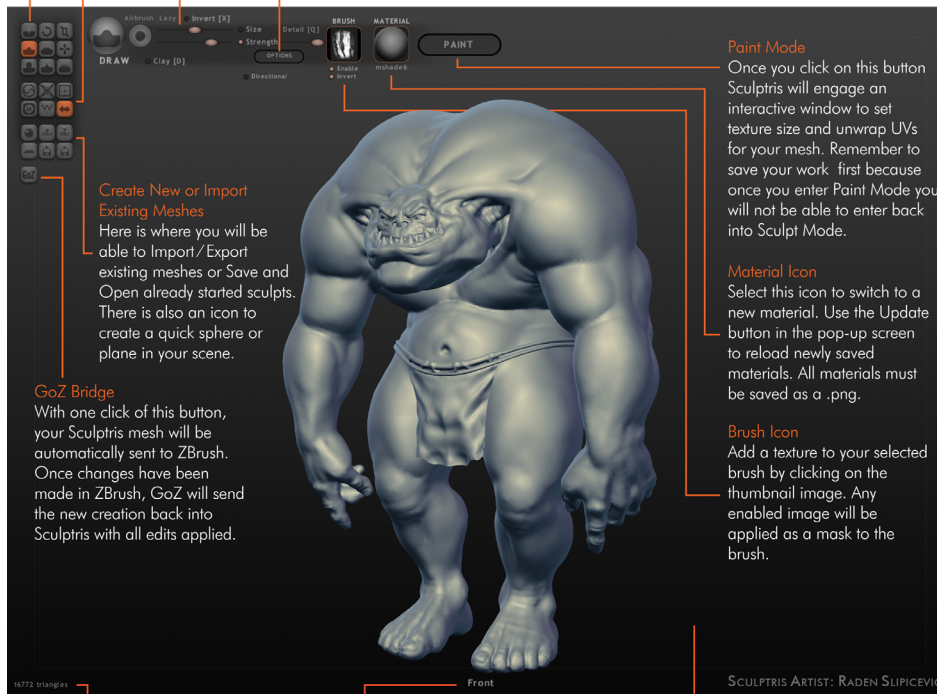 Airbrush Lazy Invert [X]
Size Detail [Q]
Strength
OPTIONS
DRAW Clay [D]
Directional
BRUSH
Enable
Invert
MATERIAL
mshade6
PAINT
GoZ
Paint Mode
Once you click on this button
Sculptris will engage an
interactive window to set
texture size and unwrap UVs
for your mesh. Remember to
save your work first because
once you enter Paint Mode you
will not be able to enter back
into Sculpt Mode.
Create New or Import
Existing Meshes
Here is where you will be
able to Import/Export
existing meshes or Save and
Open already started sculpts.
There is also an icon to
create a quick sphere or
plane in your scene.
Material Icon
Select this icon to switch to a
new material. Use the Update
button in the pop-up screen
to reload newly saved
materials. All materials must
be saved as a .png.
GoZ Bridge
With one click of this button,
your Sculptris mesh will be
automatically sent to ZBrush.
Once changes have been
made in ZBrush, GoZ will send
the new creation back into
Sculptris with all edits applied.
Brush Icon
Add a texture to your selected
brush by clicking on the
thumbnail image. Any
enabled image will be
applied as a mask to the
brush.
16772 triangles
Front
SCULPTRIS ARTIST: RADEN SLIPICEVIC